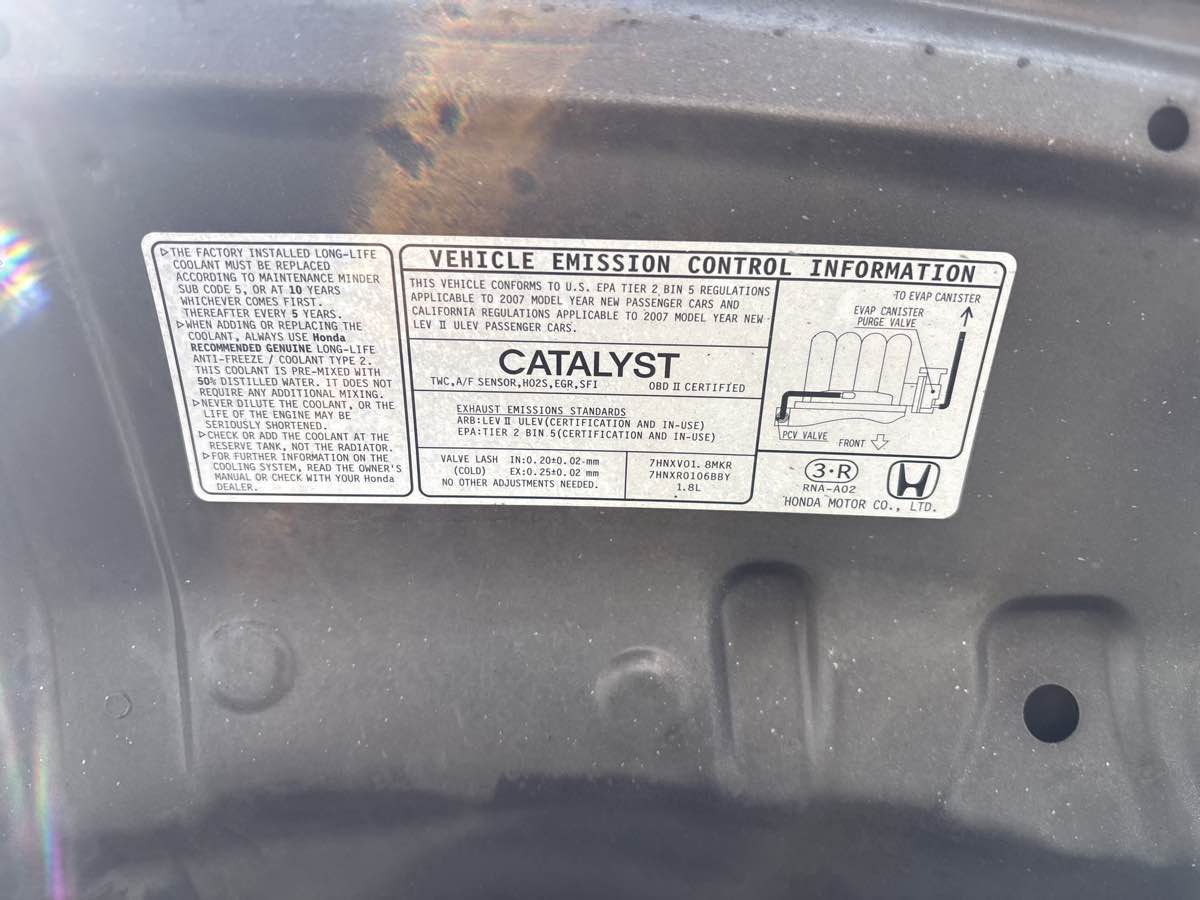 ▷THE FACTORY INSTALLED LONG-LIFE
COOLANT MUST BE REPLACED
ACCORDING TO MAINTENANCE MINDER
SUB CODE 5, OR AT 10 YEARS
WHICHEVER COMES FIRST.
THEREAFTER EVERY 5 YEARS.
▷WHEN ADDING OR REPLACING THE
COOLANT, ALWAYS USE Honda
RECOMMENDED GENUINE LONG-LIFE
ANTI-FREEZE / COOLANT TYPE 2.
THIS COOLANT IS PRE-MIXED WITH
50% DISTILLED WATER. IT DOES NOT
REQUIRE ANY ADDITIONAL MIXING.
▷NEVER DILUTE THE COOLANT, OR THE
LIFE OF THE ENGINE MAY BE
SERIOUSLY SHORTENED.
▷CHECK OR ADD THE COOLANT AT THE
RESERVE TANK, NOT THE RADIATOR.
▷FOR FURTHER INFORMATION ON THE
COOLING SYSTEM, READ THE OWNER'S
MANUAL OR CHECK WITH YOUR Honda
DEALER.
VEHICLE EMISSION CONTROL INFORMATION
THIS VEHICLE CONFORMS TO U.S. EPA TIER 2 BIN 5 REGULATIONS
APPLICABLE TO 2007 MODEL YEAR NEW PASSENGER CARS AND
CALIFORNIA REGULATIONS APPLICABLE TO 2007 MODEL YEAR NEW
LEV II ULEV PASSENGER CARS.
CATALYST
TWC,A/F SENSOR,HO2S,EGR,SFI OBD II CERTIFIED
EXHAUST EMISSIONS STANDARDS
ARB:LEV II ULEV(CERTIFICATION AND IN-USE)
EPA:TIER 2 BIN 5(CERTIFICATION AND IN-USE)
VALVE LASH IN:0.20±0.02 mm
(COLD) EX:0.25±0.02 mm
NO OTHER ADJUSTMENTS NEEDED.
7HNXV01.8MKR
7HNXR0106BBY
1.8L
TO EVAP CANISTER
EVAP CANISTER
PURGE VALVE
PCV VALVE
FRONT
3·R
RNA-A02
HONDA MOTOR CO., LTD.